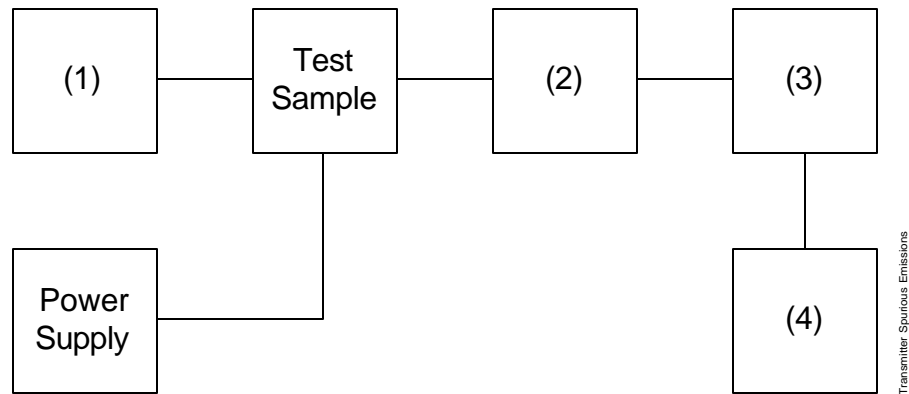 (1)
Test
Sample
(2)
(3)
Power
Supply
(4)
Transmitter Spurious Emissions